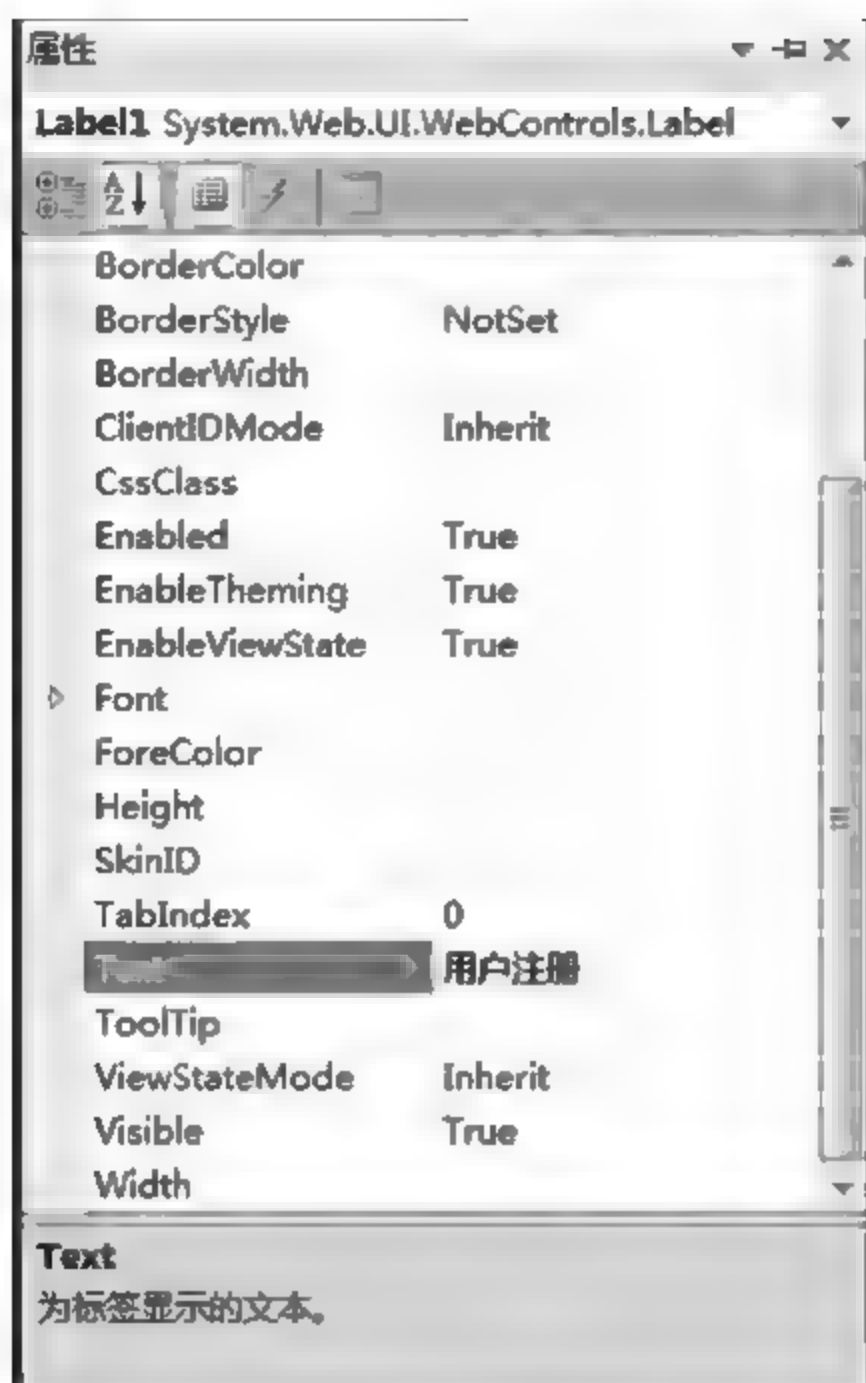 属性
Label1 System.Web.UI.WebControls.Label
BorderColor
BorderStyle NotSet
BorderWidth
ClientIDMode Inherit
CssClass
Enabled True
EnableTheming True
EnableViewState True
Font
ForeColor
Height
SkinID
TabIndex 0
Text 用户注册
ToolTip
ViewStateMode Inherit
Visible True
Width
Text
为标签显示的文本。